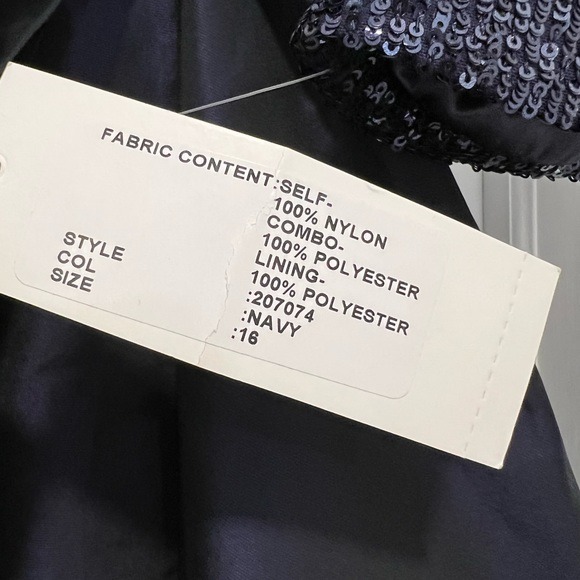 FABRIC CONTENT:SELF-
100% NYLON
COMBO-
100% POLYESTER
LINING-
100% POLYESTER
STYLE :207074
COL :NAVY
SIZE :16